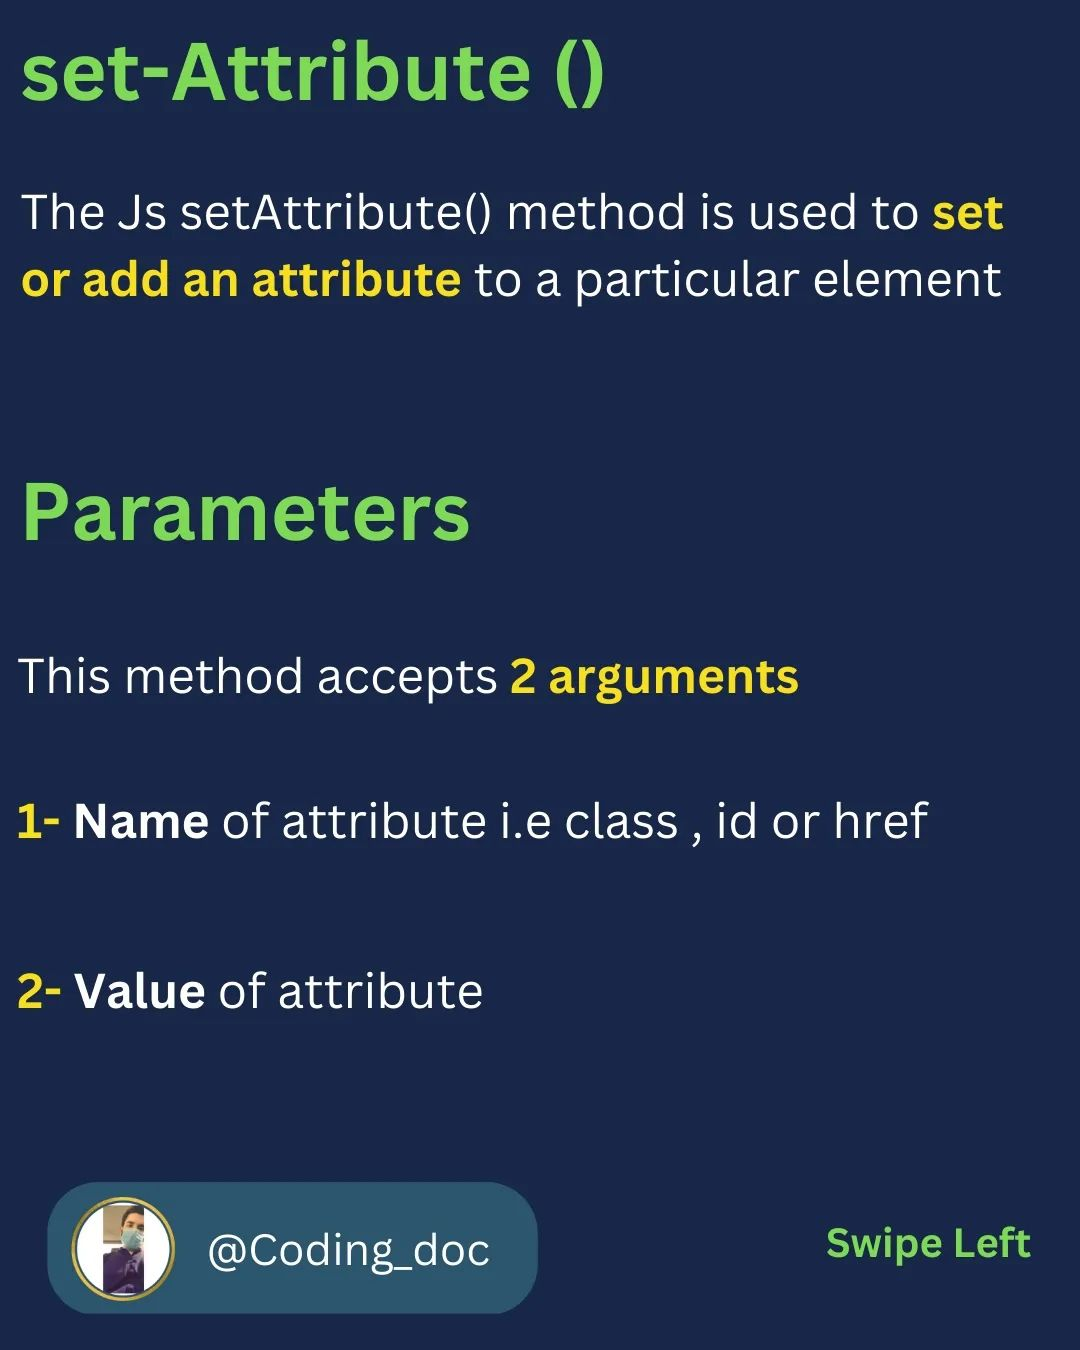 set-Attribute ()
The Js setAttribute() method is used to set
or add an attribute to a particular element
Parameters
This method accepts 2 arguments
1- Name of attribute i.e class , id or href
2- Value of attribute
@Coding_doc
Swipe Left